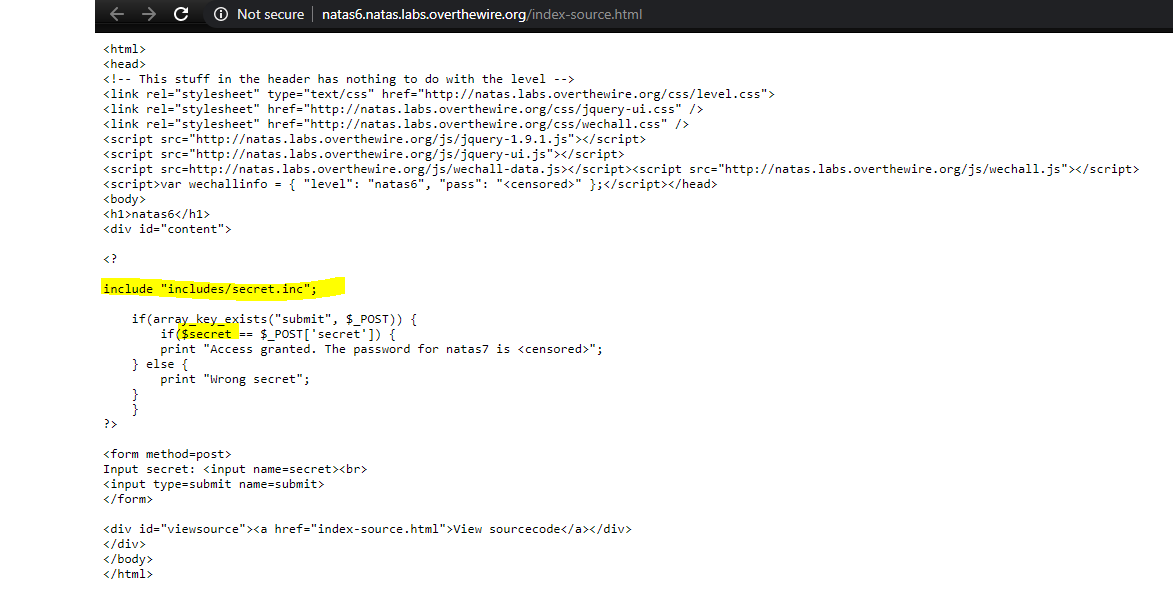 Not secure | natas6.natas.labs.overthewire.org/index-source.html
<html>
<head>
<!-- This stuff in the header has nothing to do with the level -->
<link rel="stylesheet" type="text/css" href="http://natas.labs.overthewire.org/css/level.css">
<link rel="stylesheet" href="http://natas.labs.overthewire.org/css/jquery-ui.css" />
<link rel="stylesheet" href="http://natas.labs.overthewire.org/css/wechall.css" />
<script src="http://natas.labs.overthewire.org/js/jquery-1.9.1.js"></script>
<script src="http://natas.labs.overthewire.org/js/jquery-ui.js"></script>
<script src=http://natas.labs.overthewire.org/js/wechall-data.js></script><script src="http://natas.labs.overthewire.org/js/wechall.js"></script>
<script>var wechallinfo = { "level": "natas6", "pass": "<censored>" };</script></head>
<body>
<h1>natas6</h1>
<div id="content">
<?
include "includes/secret.inc";
if(array_key_exists("submit", $_POST)) {
if($secret == $_POST['secret']) {
print "Access granted. The password for natas7 is <censored>";
} else {
print "Wrong secret";
}
}
?>
<form method=post>
Input secret: <input name=secret><br>
<input type=submit name=submit>
</form>
<div id="viewsource"><a href="index-source.html">View sourcecode</a></div>
</div>
</body>
</html>